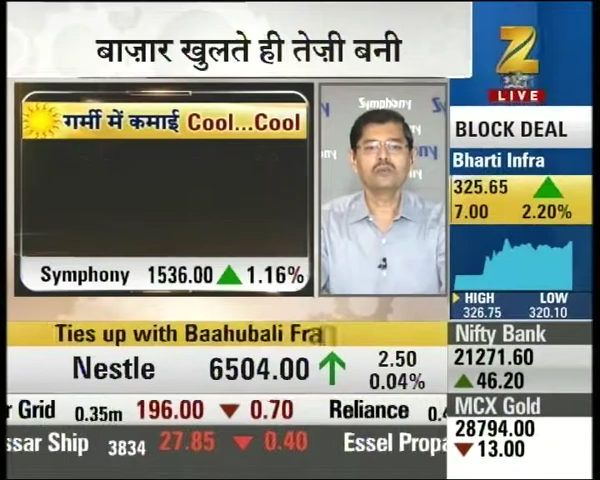 बाज़ार खुलते ही तेज़ी बनी
LIVE
गर्मी में कमाई Cool...Cool
Symphony
Symphony 1536.00 1.16%
BLOCK DEAL
Bharti Infra
325.65
7.00 2.20%
HIGH LOW
326.75 320.10
Ties up with Baahubali Fran
Nestle 6504.00 2.50
0.04%
r Grid 0.35m 196.00 0.70 Reliance 0.4
ssar Ship 3834 27.85 0.40 Essel Propa
Nifty Bank
21271.60
46.20
MCX Gold
28794.00
13.00